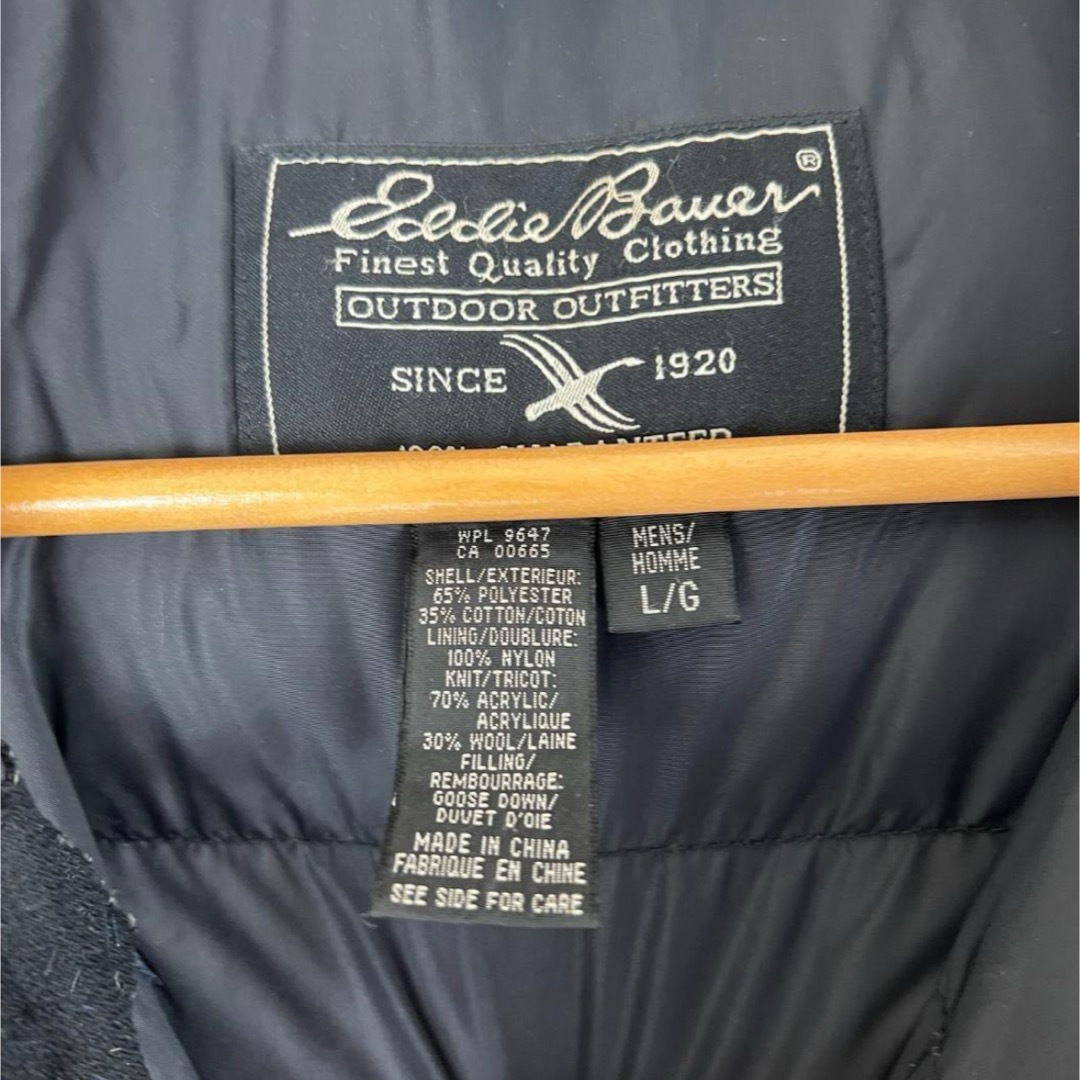 Eddie Bauer®
Finest Quality Clothing
OUTDOOR OUTFITTERS
SINCE 1920
100% GUARANTEED
WPL 9647
CA 00665
SHELL/EXTERIEUR:
65% POLYESTER
35% COTTON/COTON
LINING/DOUBLURE:
100% NYLON
KNIT/TRICOT:
70% ACRYLIC/
ACRYLIQUE
30% WOOL/LAINE
FILLING/
REMBOURRAGE:
GOOSE DOWN/
DUVET D'OIE
MADE IN CHINA
FABRIQUE EN CHINE
SEE SIDE FOR CARE
MENS/
HOMME
L/G